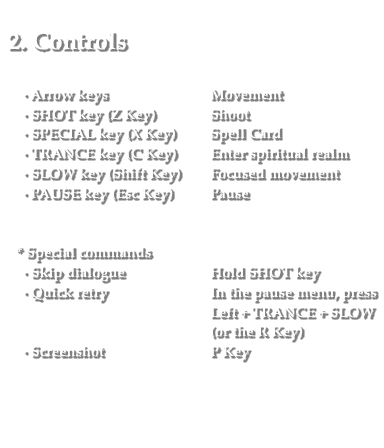 2. Controls
· Arrow keys Movement
· SHOT key (Z Key) Shoot
· SPECIAL key (X Key) Spell Card
· TRANCE key (C Key) Enter spiritual realm
· SLOW key (Shift Key) Focused movement
· PAUSE key (Esc Key) Pause
* Special commands
· Skip dialogue Hold SHOT key
· Quick retry In the pause menu, press
Left + TRANCE + SLOW
(or the R Key)
· Screenshot P Key